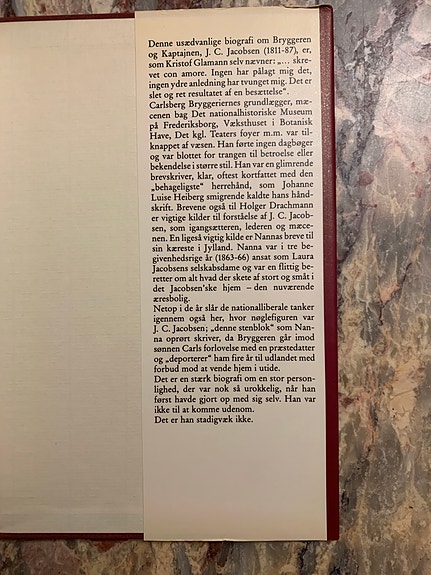 Denne usædvanlige biografi om Bryggeren
og Kaptajnen, J. C. Jacobsen (1811-87), er,
som Kristof Glamann selv nævner: „... skre-
vet con amore. Ingen har pålagt mig det,
ingen ydre anledning har tvunget mig. Det er
slet og ret resultatet af en besættelse“.
Carlsberg Bryggeriernes grundlægger, mæ-
cenen bag Det nationalhistoriske Museum
på Frederiksborg, Væksthuset i Botanisk
Have, Det kgl. Teaters foyer m.m. var til-
knappet af væsen. Han førte ingen dagbøger
og var blottet for trangen til betroelse eller
bekendelse i større stil. Han var en glimrende
brevskriver, klar, oftest kortfattet med den
„behageligste“ herrehånd, som Johanne
Luise Heiberg smigrende kaldte hans hånd-
skrift. Brevene også til Holger Drachmann
er vigtige kilder til forståelse af J. C. Jacob-
sen, som igangsætteren, lederen og mæce-
nen. En ligeså vigtig kilde er Nannas breve til
sin kæreste i Jylland. Nanna var i tre be-
givenhedsrige år (1863-66) ansat som Laura
Jacobsens selskabsdame og var en flittig be-
retter om alt hvad der skete af stort og småt i
det Jacobsen'ske hjem – den nuværende
æresbolig.
Netop i de år slår de nationalliberale tanker
igennem også her, hvor nøglefiguren var
J. C. Jacobsen; „denne stenblok“ som Nan-
na oprørt skriver, da Bryggeren går imod
sønnen Carls forlovelse med en præstedatter
og „deporterer“ ham fire år til udlandet med
forbud mod at vende hjem i utide.
Det er en stærk biografi om en stor person-
lighed, der var nok så urokkelig, når han
først havde gjort op med sig selv. Han var
ikke til at komme udenom.
Det er han stadigvæk ikke.